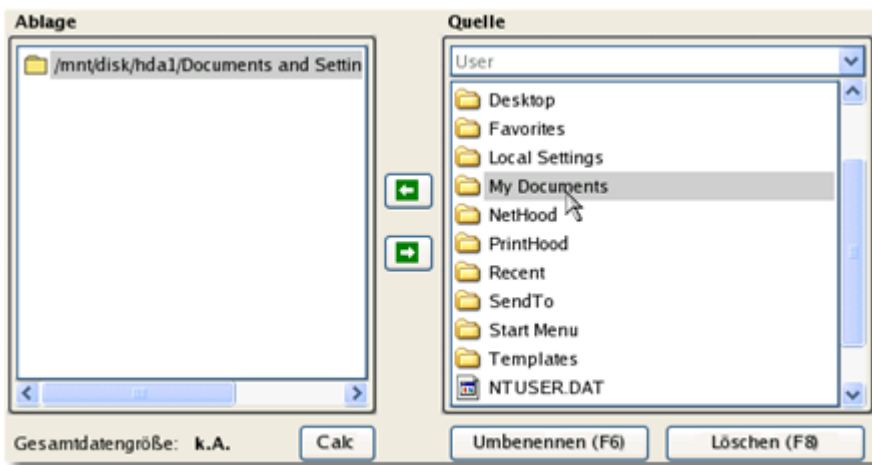 Ablage
/mnt/disk/hda1/Documents and Settin
Gesamtdatengröße: k.A.
Calc
Quelle
User
Desktop
Favorites
Local Settings
My Documents
NetHood
PrintHood
Recent
SendTo
Start Menu
Templates
NTUSER.DAT
Umbenennen (F6)
Löschen (F8)